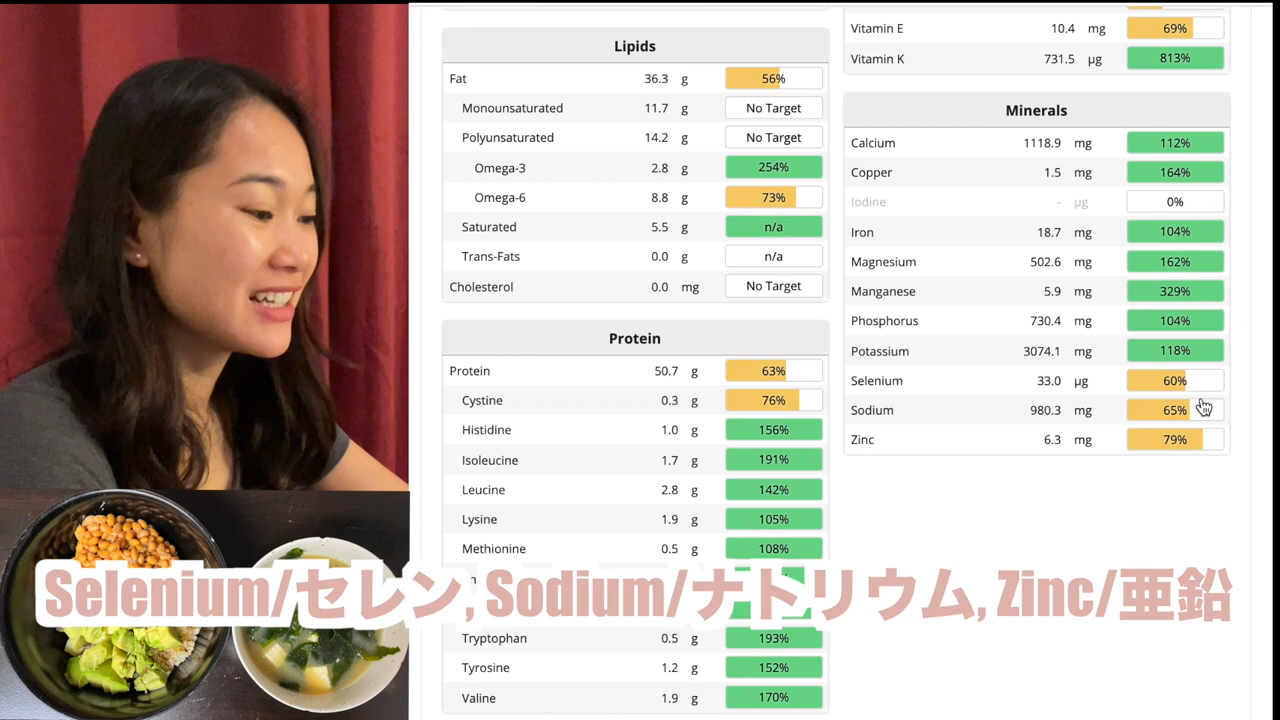 Lipids
Fat 36.3 g 56%
Monounsaturated 11.7 g No Target
Polyunsaturated 14.2 g No Target
Omega-3 2.8 g 254%
Omega-6 8.8 g 73%
Saturated 5.5 g n/a
Trans-Fats 0.0 g n/a
Cholesterol 0.0 mg No Target
Protein
Protein 50.7 g 63%
Cystine 0.3 g 76%
Histidine 1.0 g 156%
Isoleucine 1.7 g 191%
Leucine 2.8 g 142%
Lysine 1.9 g 105%
Methionine 0.5 g 108%
Tryptophan 0.5 g 193%
Tyrosine 1.2 g 152%
Valine 1.9 g 170%
Vitamin E 10.4 mg 69%
Vitamin K 731.5 µg 813%
Minerals
Calcium 1118.9 mg 112%
Copper 1.5 mg 164%
Iodine - µg 0%
Iron 18.7 mg 104%
Magnesium 502.6 mg 162%
Manganese 5.9 mg 329%
Phosphorus 730.4 mg 104%
Potassium 3074.1 mg 118%
Selenium 33.0 µg 60%
Sodium 980.3 mg 65%
Zinc 6.3 mg 79%
Selenium/セレン, Sodium/ナトリウム, Zinc/亜鉛